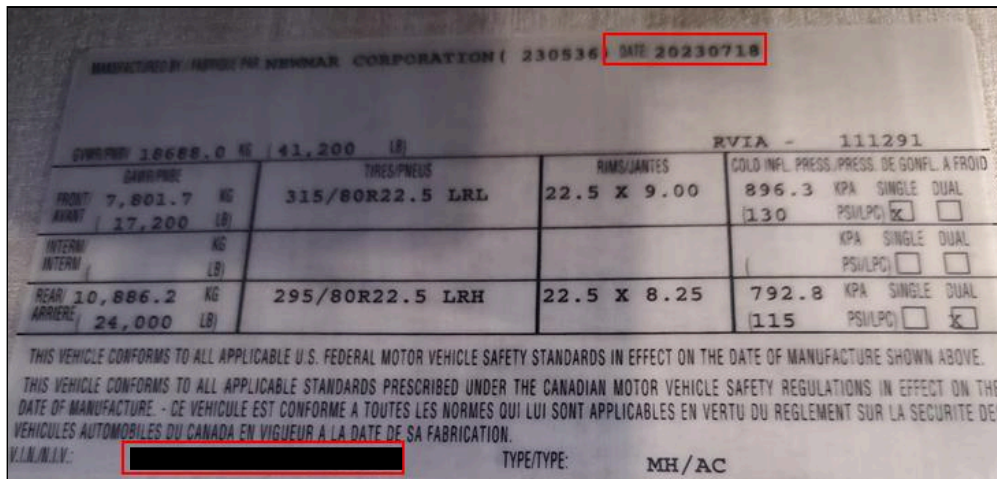 MANUFACTURED BY / FABRIQUE PAR NEWMAR CORPORATION ( 230536) DATE: 20230718
GVWR/PNBV 18688.0 KG ( 41,200 LB) RVIA - 111291
GAWR/PNBE TIRES/PNEUS RIMS/JANTES COLD INFL. PRESS./PRESS. DE GONFL. A FROID
FRONT/ 7,801.7 KG 315/80R22.5 LRL 22.5 X 9.00 896.3 KPA SINGLE DUAL
AVANT ( 17,200 LB) (130 PSI/LPC) X
INTERM/ KG KPA SINGLE DUAL
INTERM ( LB) ( PSI/LPC)
REAR/ 10,886.2 KG 295/80R22.5 LRH 22.5 X 8.25 792.8 KPA SINGLE DUAL
ARRIERE ( 24,000 LB) (115 PSI/LPC) X
THIS VEHICLE CONFORMS TO ALL APPLICABLE U.S. FEDERAL MOTOR VEHICLE SAFETY STANDARDS IN EFFECT ON THE DATE OF MANUFACTURE SHOWN ABOVE.
THIS VEHICLE CONFORMS TO ALL APPLICABLE STANDARDS PRESCRIBED UNDER THE CANADIAN MOTOR VEHICLE SAFETY REGULATIONS IN EFFECT ON THE
DATE OF MANUFACTURE. - CE VEHICULE EST CONFORME A TOUTES LES NORMES QUI LUI SONT APPLICABLES EN VERTU DU REGLEMENT SUR LA SECURITE DES
VEHICULES AUTOMOBILES DU CANADA EN VIGUEUR A LA DATE DE SA FABRICATION.
V.I.N./N.I.V.: TYPE/TYPE: MH/AC